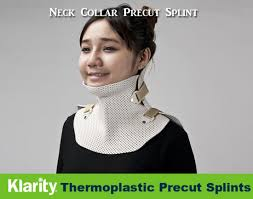 Neck Collar Precut Splint
Klarity Thermoplastic Precut Splints